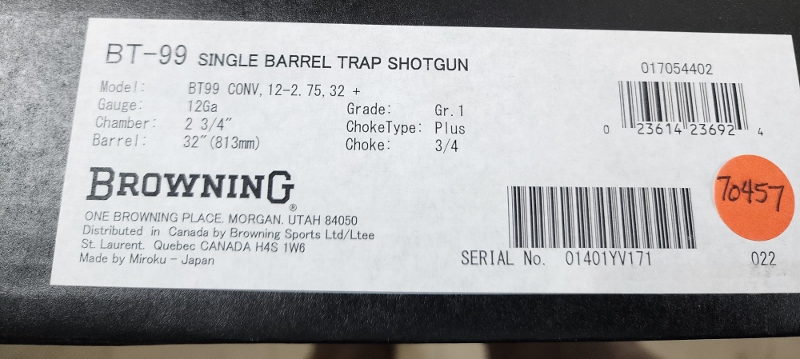 BT-99 SINGLE BARREL TRAP SHOTGUN
Model: BT99 CONV,12-2.75,32 +
Gauge: 12Ga
Chamber: 2 3/4"
Barrel: 32"(813mm)
Grade: Gr.1
ChokeType: Plus
Choke: 3/4
017054402
0 23614 23692 4
70457
BROWNING®
ONE BROWNING PLACE. MORGAN. UTAH 84050
Distributed in Canada by Browning Sports Ltd/Ltee
St. Laurent. Quebec CANADA H4S 1W6
Made by Miroku - Japan
SERIAL No. 01401YV171
022